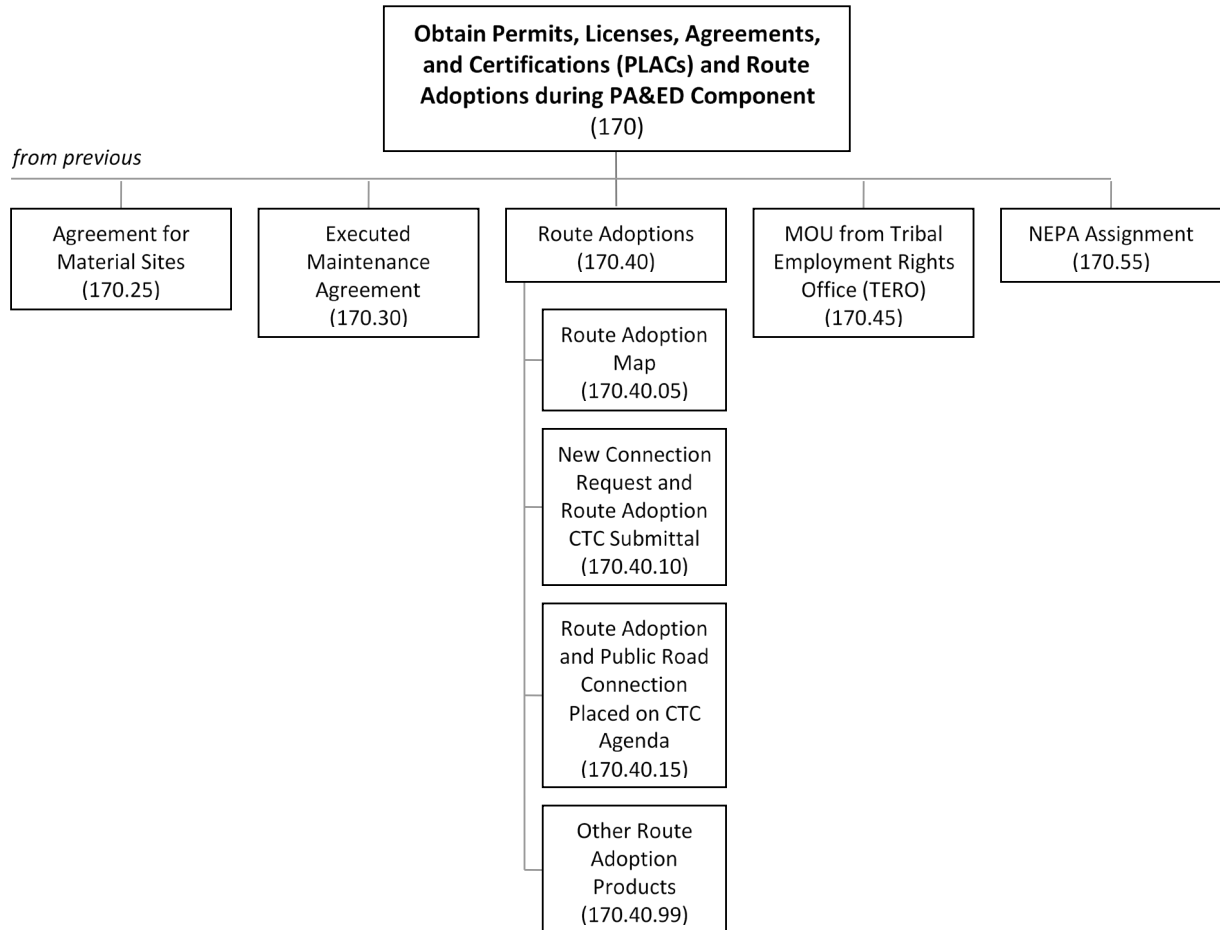 Obtain Permits, Licenses, Agreements,
and Certifications (PLACs) and Route
Adoptions during PA&ED Component
(170)
from previous
Agreement for
Material Sites
(170.25)
Executed
Maintenance
Agreement
(170.30)
Route Adoptions
(170.40)
MOU from Tribal
Employment Rights
Office (TERO)
(170.45)
NEPA Assignment
(170.55)
Route Adoption
Map
(170.40.05)
New Connection
Request and
Route Adoption
CTC Submittal
(170.40.10)
Route Adoption
and Public Road
Connection
Placed on CTC
Agenda
(170.40.15)
Other Route
Adoption
Products
(170.40.99)